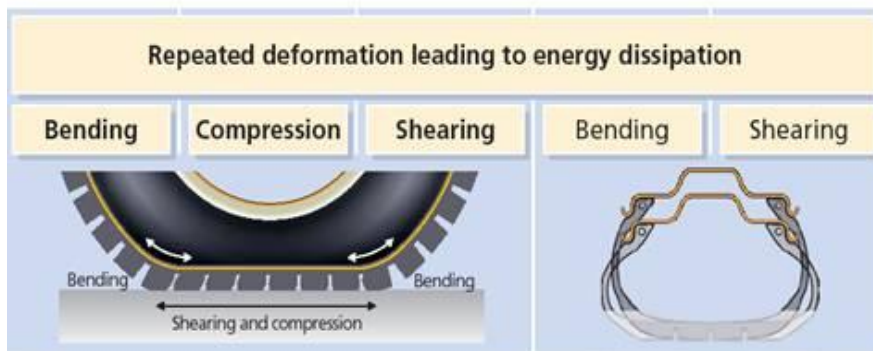 Repeated deformation leading to energy dissipation
Bending
Compression
Shearing
Bending
Shearing
Bending
Bending
Shearing and compression